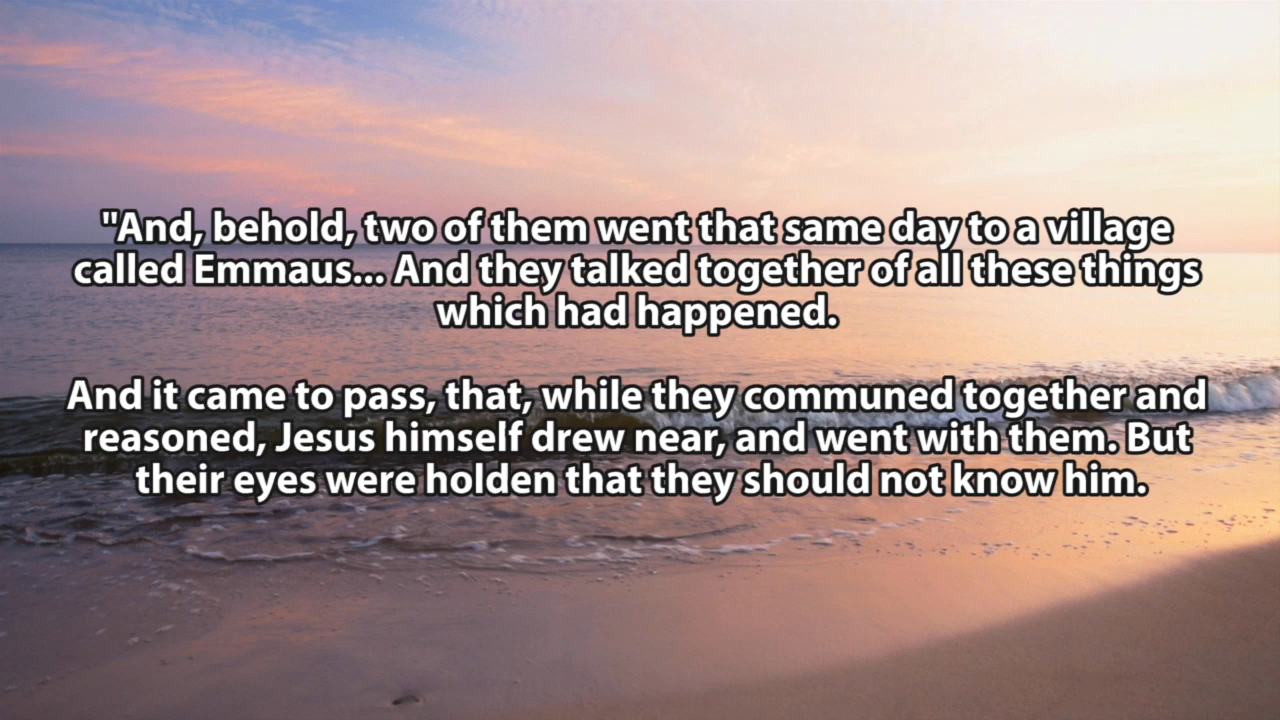 "And, behold, two of them went that same day to a village
called Emmaus... And they talked together of all these things
which had happened.
And it came to pass, that, while they communed together and
reasoned, Jesus himself drew near, and went with them. But
their eyes were holden that they should not know him.